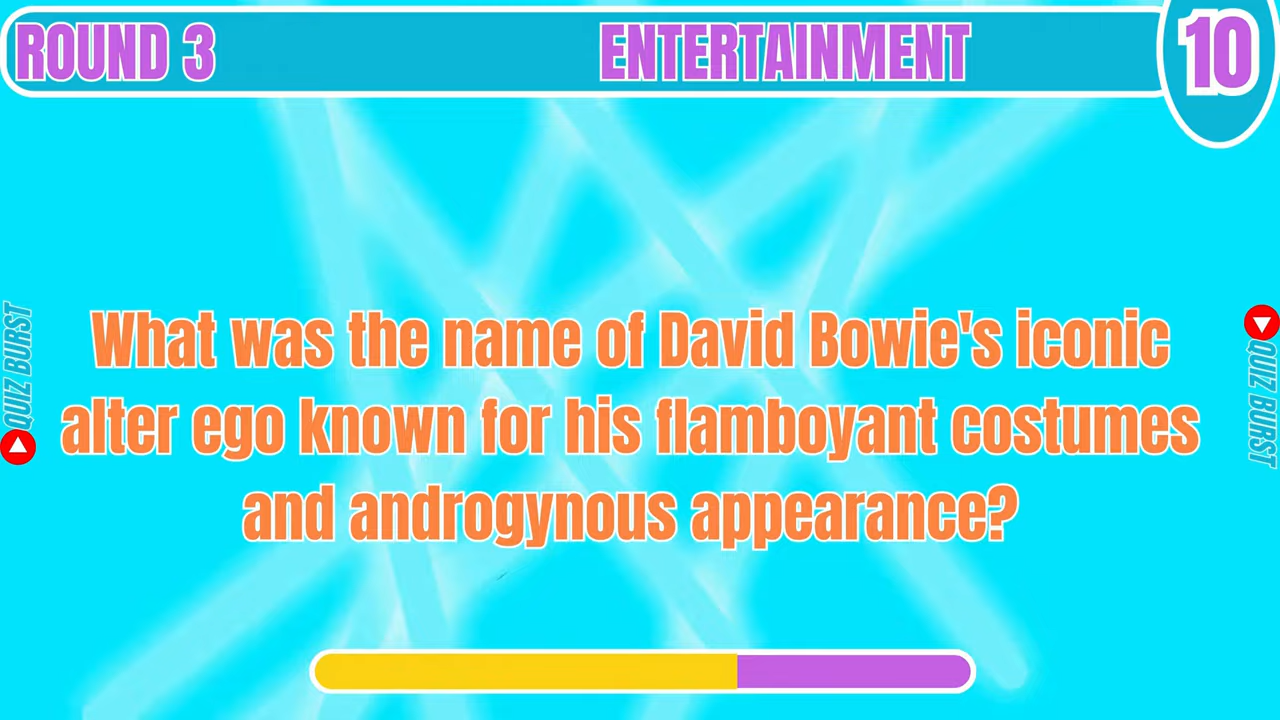 ROUND 3
ENTERTAINMENT
10
What was the name of David Bowie's iconic
alter ego known for his flamboyant costumes
and androgynous appearance?
QUIZ BURST
QUIZ BURST